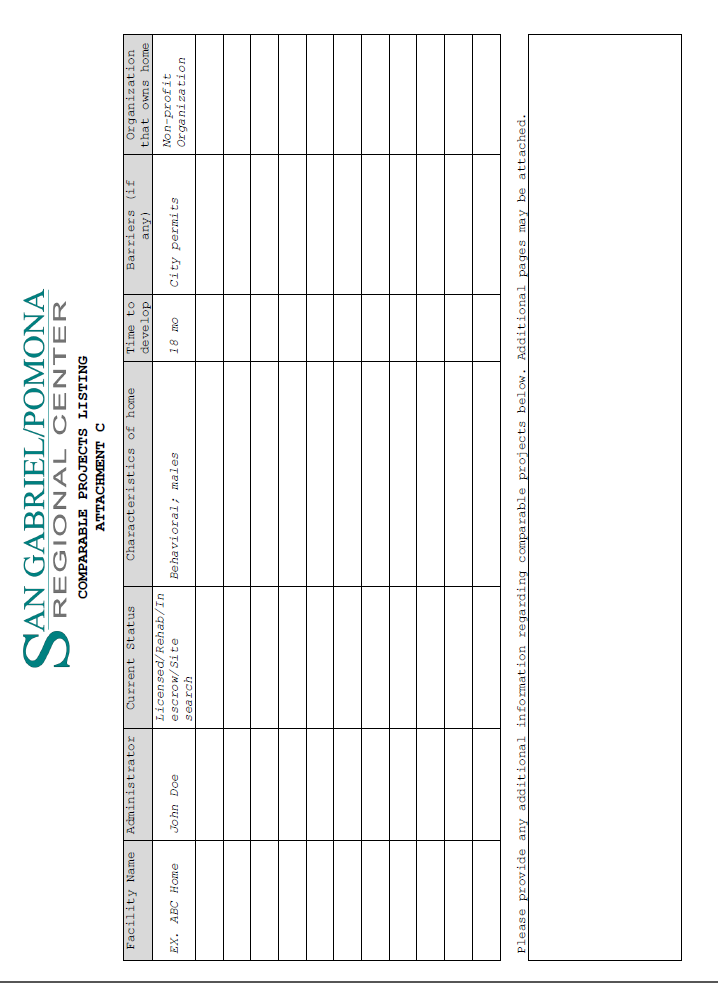 SAN GABRIEL/POMONA
REGIONAL CENTER
COMPARABLE PROJECTS LISTING
ATTACHMENT C
Facility Name
Administrator
Current Status
Characteristics of home
Time to
develop
Barriers (if
any)
Organization
that owns home
EX. ABC Home
John Doe
Licensed/Rehab/In
escrow/Site
search
Behavioral; males
18 mo
City permits
Non-profit
Organization
Please provide any additional information regarding comparable projects below. Additional pages may be attached.